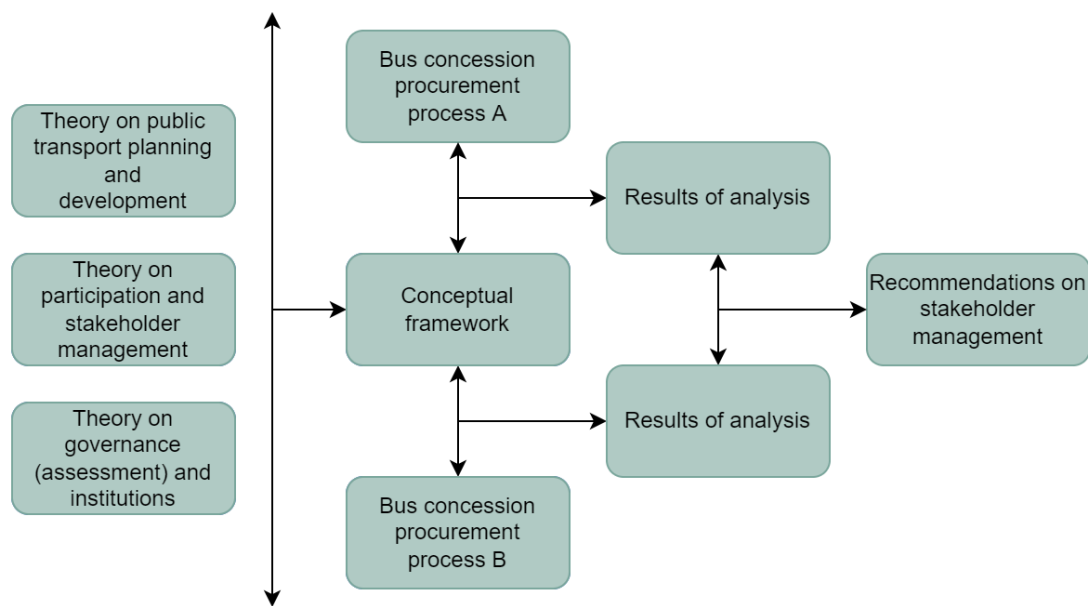 Theory on public
transport planning
and
development
Theory on
participation and
stakeholder
management
Theory on
governance
(assessment) and
institutions
Bus concession
procurement
process A
Conceptual
framework
Bus concession
procurement
process B
Results of analysis
Results of analysis
Recommendations on
stakeholder
management